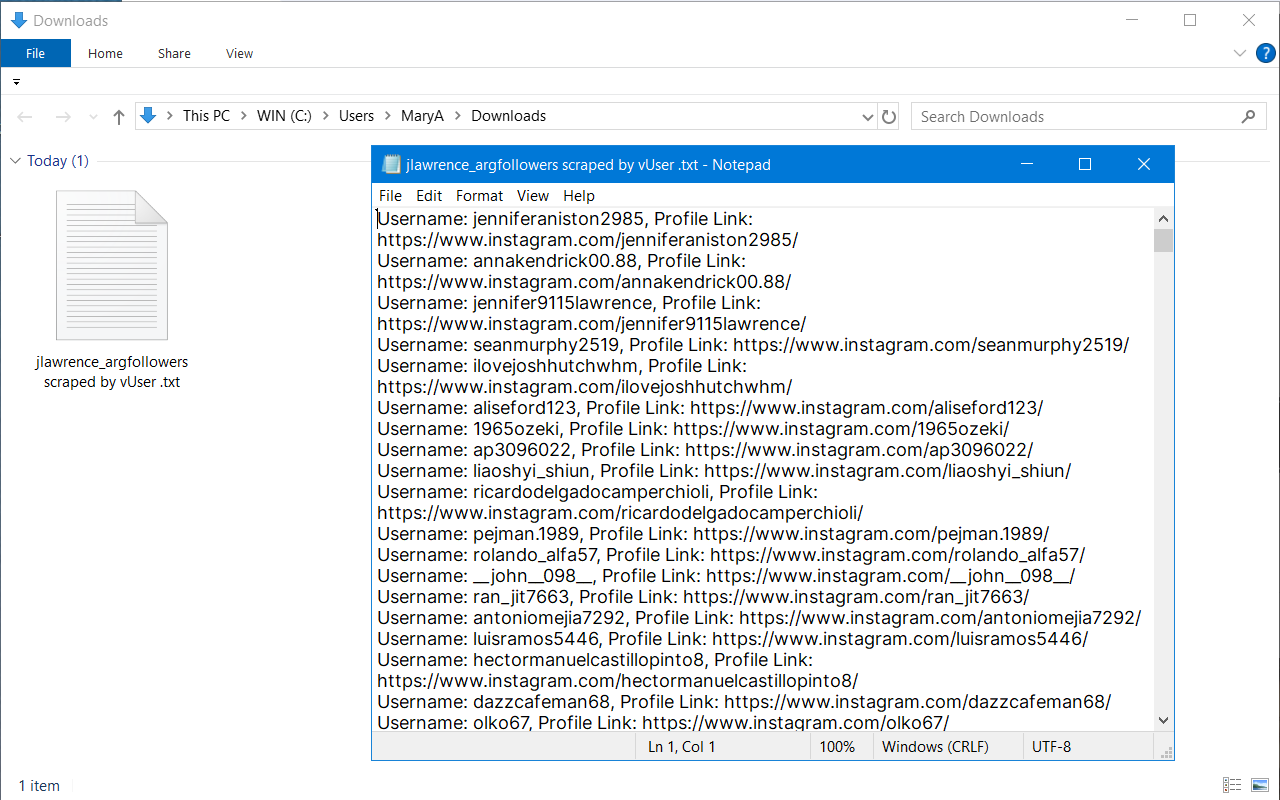 Downloads
File Home Share View
?
This PC > WIN (C:) > Users > MaryA > Downloads
Search Downloads
Today (1)
jlawrence_argfollowers
scraped by vUser .txt
jlawrence_argfollowers scraped by vUser .txt - Notepad
File Edit Format View Help
Username: jenniferaniston2985, Profile Link:
https://www.instagram.com/jenniferaniston2985/
Username: annakendrick00.88, Profile Link:
https://www.instagram.com/annakendrick00.88/
Username: jennifer9115lawrence, Profile Link:
https://www.instagram.com/jennifer9115lawrence/
Username: seanmurphy2519, Profile Link: https://www.instagram.com/seanmurphy2519/
Username: ilovejoshhutchwhm, Profile Link:
https://www.instagram.com/ilovejoshhutchwhm/
Username: aliseford123, Profile Link: https://www.instagram.com/aliseford123/
Username: 1965ozeki, Profile Link: https://www.instagram.com/1965ozeki/
Username: ap3096022, Profile Link: https://www.instagram.com/ap3096022/
Username: liaoshyi_shiun, Profile Link: https://www.instagram.com/liaoshyi_shiun/
Username: ricardodelgadocamperchioli, Profile Link:
https://www.instagram.com/ricardodelgadocamperchioli/
Username: pejman.1989, Profile Link: https://www.instagram.com/pejman.1989/
Username: rolando_alfa57, Profile Link: https://www.instagram.com/rolando_alfa57/
Username: __john__098__, Profile Link: https://www.instagram.com/__john__098__/
Username: ran_jit7663, Profile Link: https://www.instagram.com/ran_jit7663/
Username: antoniomejia7292, Profile Link: https://www.instagram.com/antoniomejia7292/
Username: luisramos5446, Profile Link: https://www.instagram.com/luisramos5446/
Username: hectormanuelcastillopinto8, Profile Link:
https://www.instagram.com/hectormanuelcastillopinto8/
Username: dazzcafeman68, Profile Link: https://www.instagram.com/dazzcafeman68/
Username: olko67, Profile Link: https://www.instagram.com/olko67/
Ln 1, Col 1 100% Windows (CRLF) UTF-8
1 item